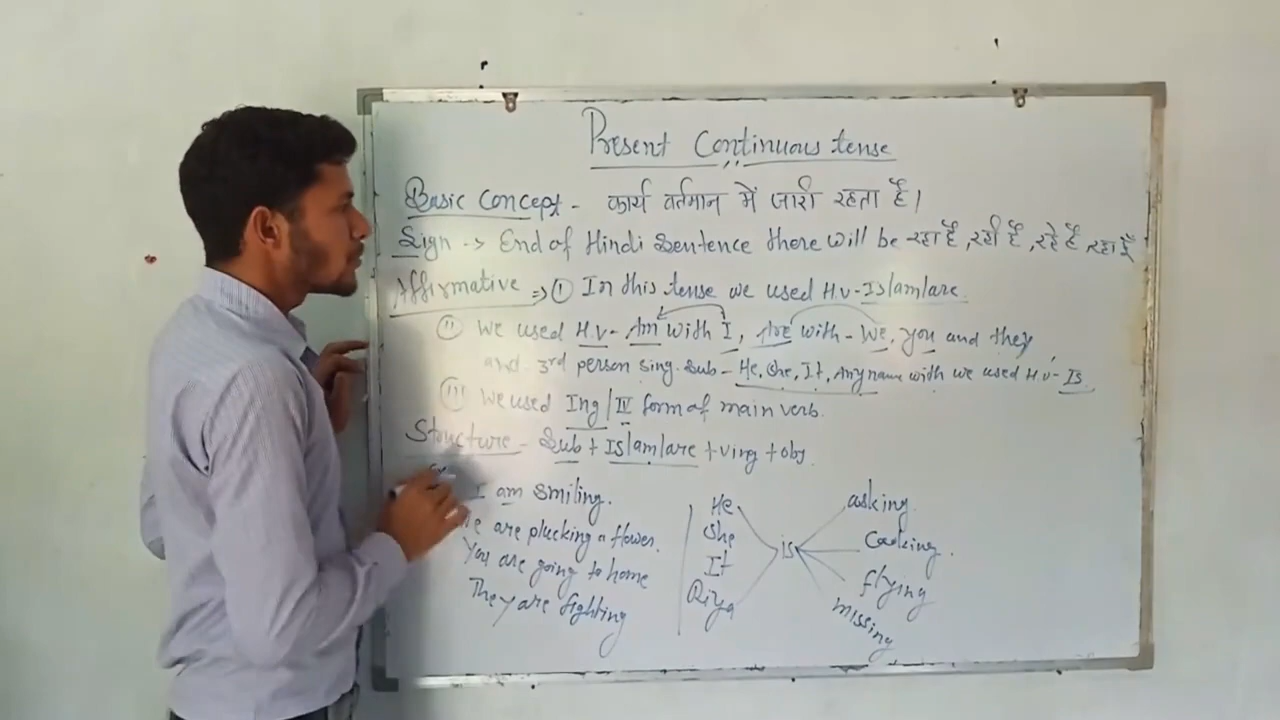 Present Continuous tense
Basic Concept - कार्य वर्तमान में जारी रहता है।
Sign -> End of Hindi Sentence there will be रहा है, रही है, रहे है, रहा हूँ
Affirmative => (I) In this tense we used H.V - Is/am/are.
(II) We used H.V - Am with I, Are with - We, you and they
and 3rd person sing. sub - He, She, It, Any name with we used H.V - Is.
(III) We used Ing/IV form of main verb.
Structure - Sub + Is/am/are + ving + obj.
I am smiling.
are plucking a flower.
You are going to home
They are fighting
He
She
It
Riya
is
asking.
Cooking.
flying
missing